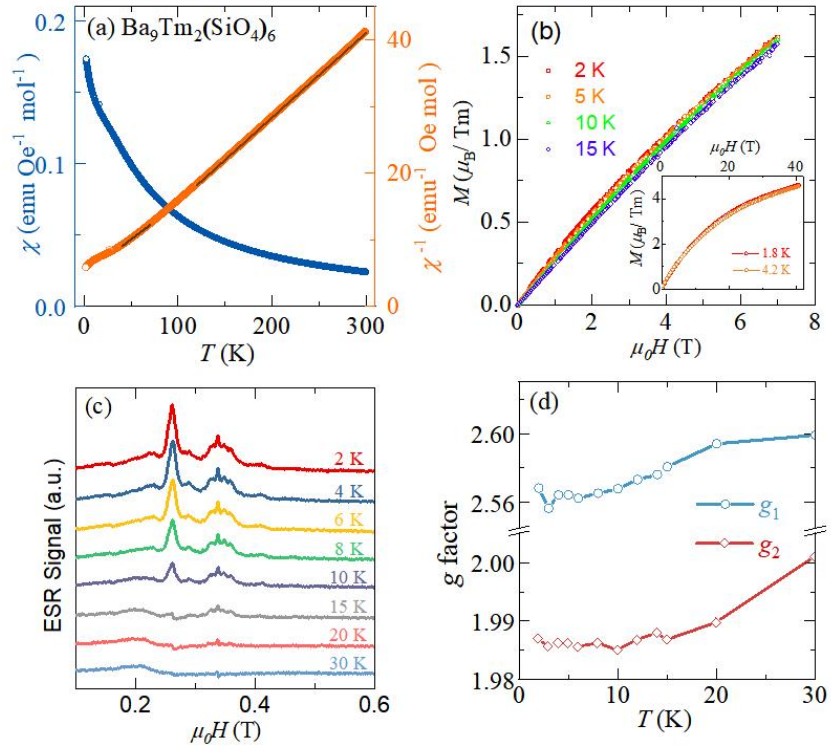 (a) Ba₉Tm₂(SiO₄)₆
χ (emu Oe⁻¹ mol⁻¹)
0.2
0.1
0.0
χ⁻¹ (emu⁻¹ Oe mol)
40
20
0
0 100 200 300
T (K)
(b)
2 K
5 K
10 K
15 K
M (μ_B/ Tm)
1.5
1.0
0.5
0.0
0 2 4 6 8
μ₀H (T)
μ₀H (T)
0 20 40
M (μ_B/ Tm)
4
2
0
1.8 K
4.2 K
(c)
ESR Signal (a.u.)
2 K
4 K
6 K
8 K
10 K
15 K
20 K
30 K
0.2 0.4 0.6
μ₀H (T)
(d)
g factor
2.60
2.56
2.00
1.99
1.98
g₁
g₂
0 10 20 30
T (K)